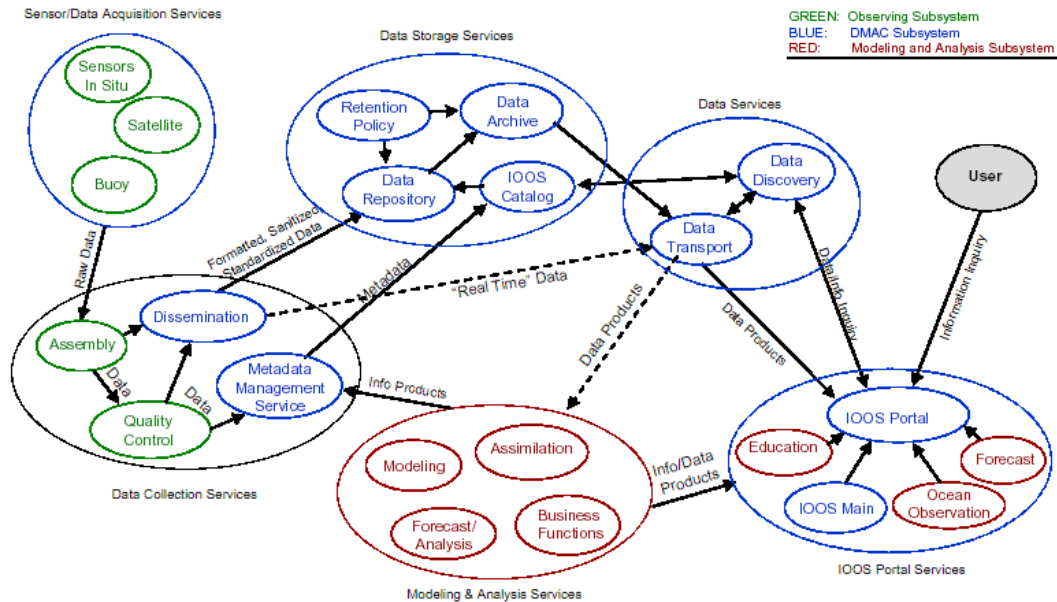 Sensor/Data Acquisition Services
GREEN: Observing Subsystem
BLUE: DMAC Subsystem
RED: Modeling and Analysis Subsystem
Data Storage Services
Sensors
In Situ
Satellite
Buoy
Retention
Policy
Data
Archive
Data
Repository
IOOS
Catalog
Data Services
Data
Discovery
Data
Transport
User
Raw Data
Formatted, Sanitized
Standardized Data
Metadata
"Real Time" Data
Data Products
Data Products
Data/Info Inquiry
Information Inquiry
Dissemination
Assembly
Data
Quality
Control
Data
Metadata
Management
Service
Data Collection Services
Info Products
Modeling
Assimilation
Forecast/
Analysis
Business
Functions
Modeling & Analysis Services
Info/Data
Products
IOOS Portal
Education
Forecast
IOOS Main
Ocean
Observation
IOOS Portal Services